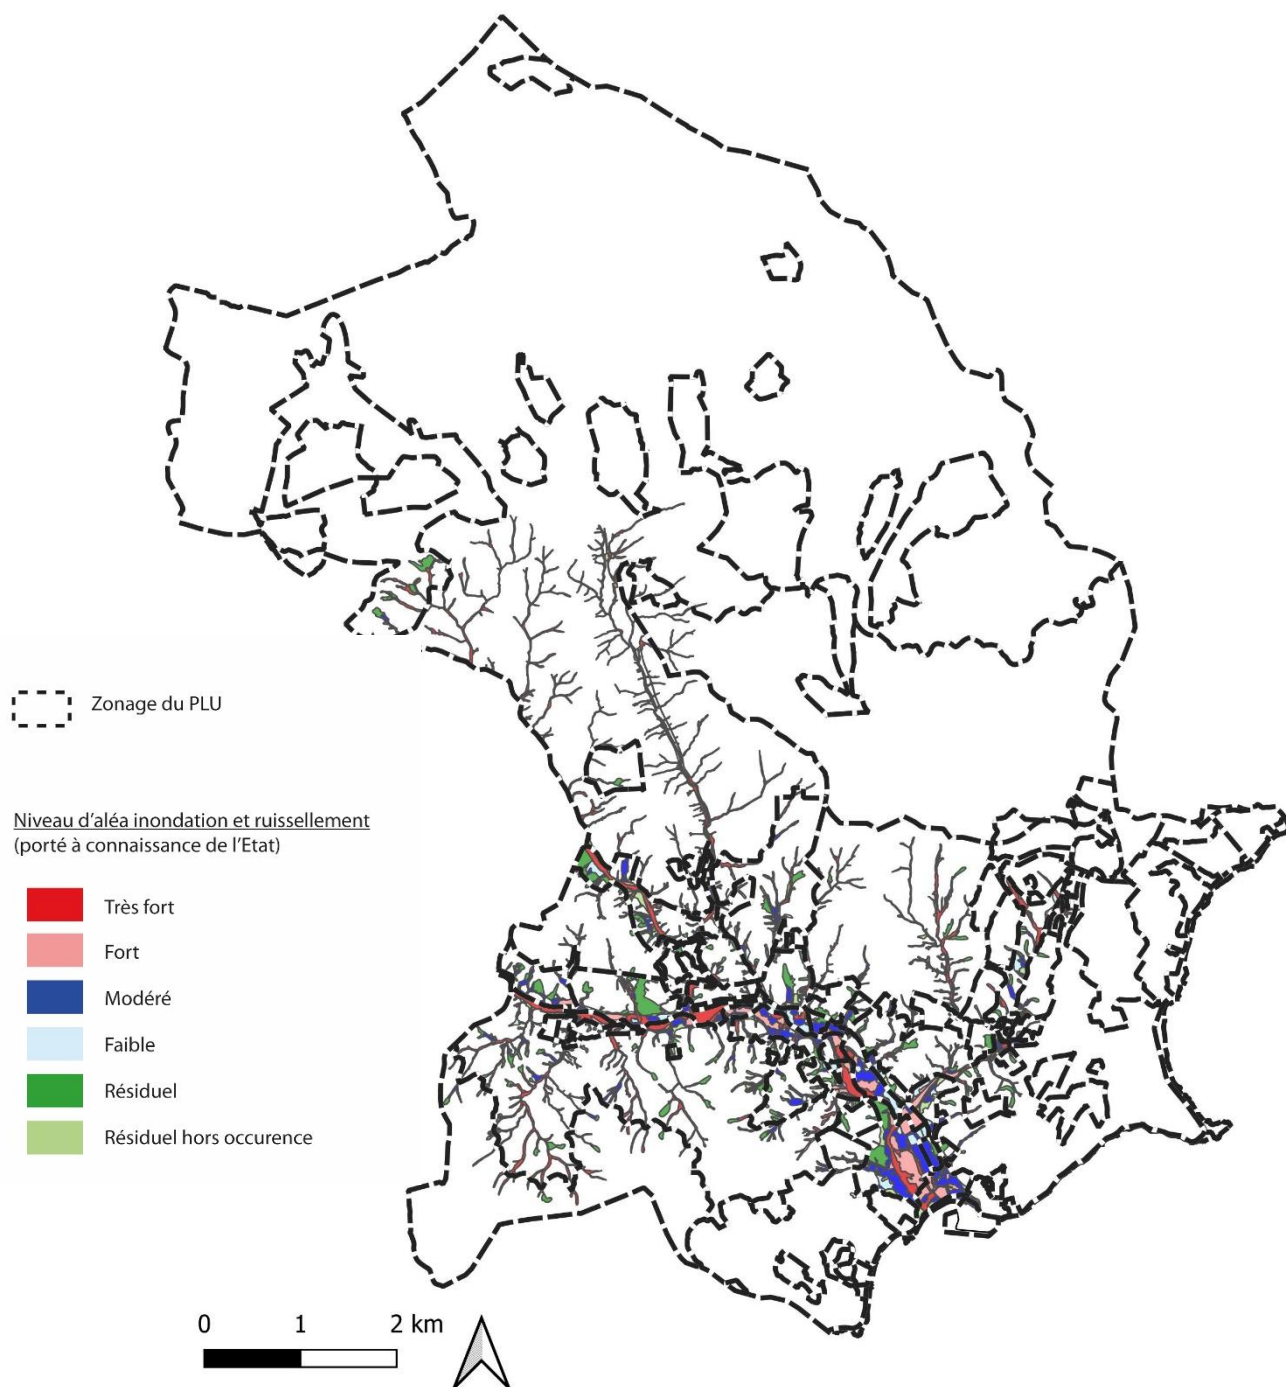 Zonage du PLU
Niveau d'aléa inondation et ruissellement
(porté à connaissance de l'Etat)
Très fort
Fort
Modéré
Faible
Résiduel
Résiduel hors occurence
0 1 2 km